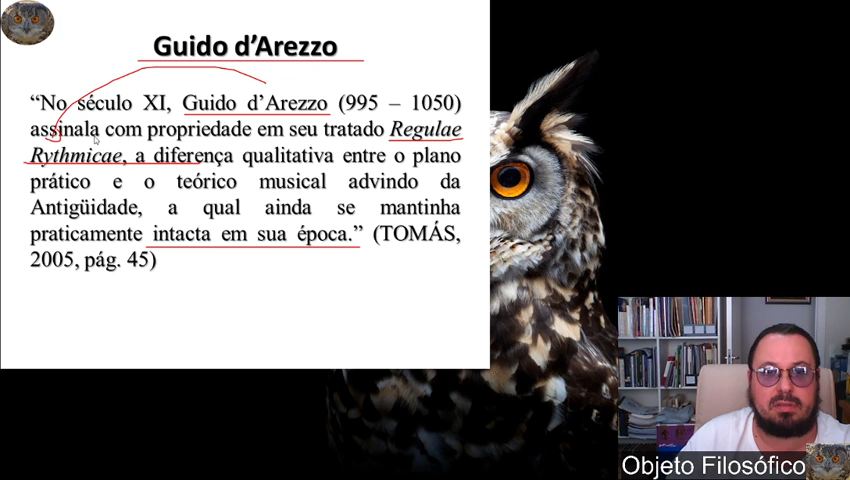 Guido d’Arezzo
“No século XI, Guido d’Arezzo (995 – 1050)
assinala com propriedade em seu tratado Regulae
Rythmicae, a diferença qualitativa entre o plano
prático e o teórico musical advindo da
Antigüidade, a qual ainda se mantinha
praticamente intacta em sua época.” (TOMÁS,
2005, pág. 45)
Objeto Filosófico